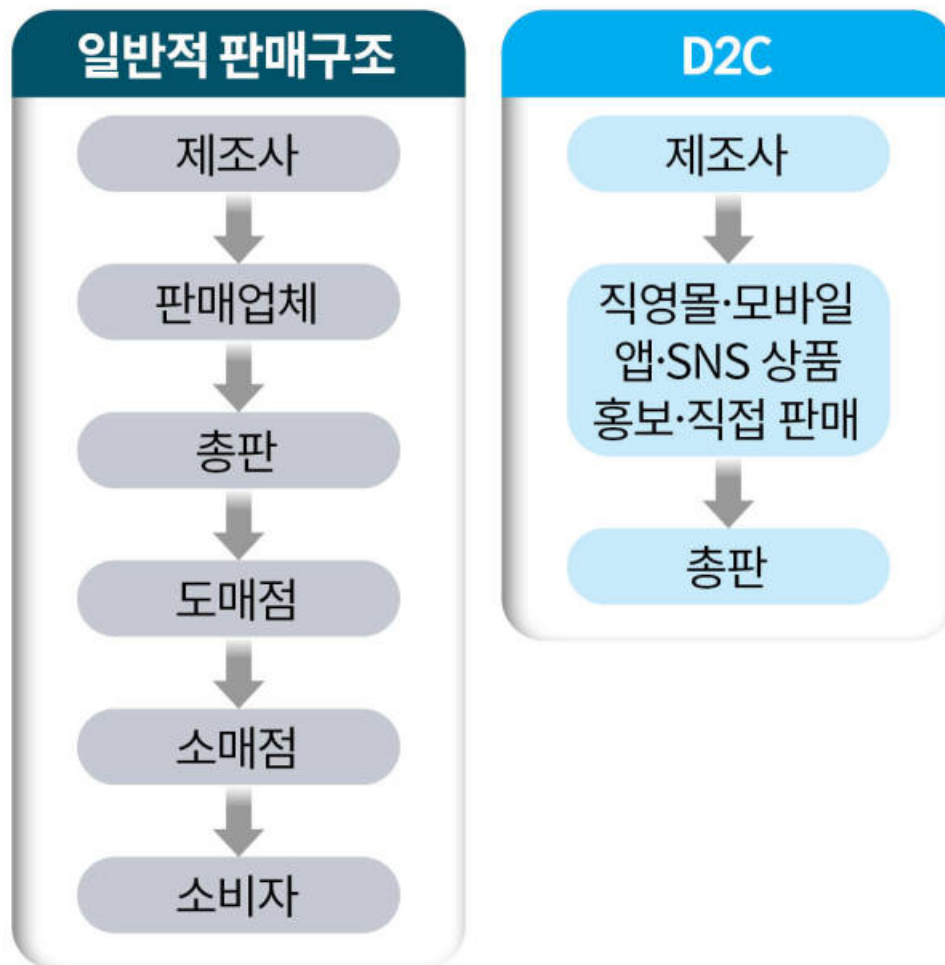 일반적 판매구조
제조사
판매업체
총판
도매점
소매점
소비자
D2C
제조사
직영몰·모바일
앱·SNS 상품
홍보·직접 판매
총판